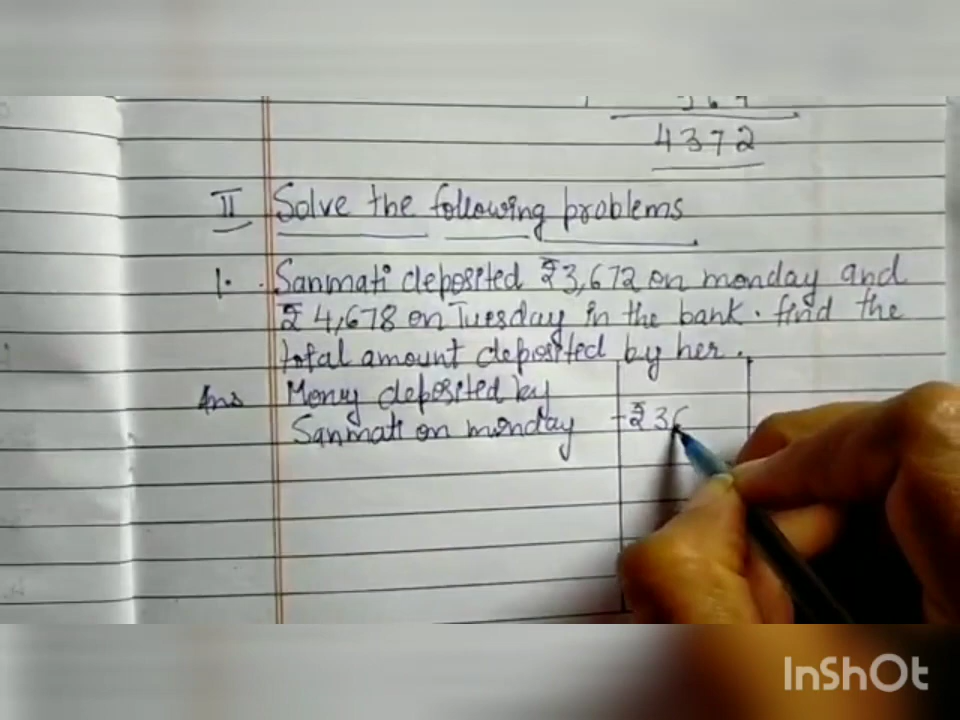 4372
II Solve the following problems
1. Sanmati deposited ₹3,672 on monday and
₹4,678 on Tuesday in the bank. find the
total amount deposited by her.
Ans Money deposited by
Sanmati on monday - ₹36
InShOt